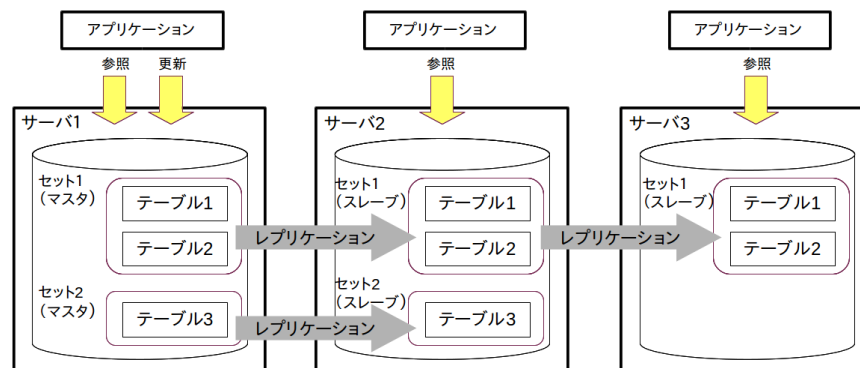 アプリケーション
アプリケーション
アプリケーション
参照
更新
参照
参照
サーバ1
サーバ2
サーバ3
セット1
(マスタ)
テーブル1
テーブル2
レプリケーション
セット1
(スレーブ)
テーブル1
テーブル2
レプリケーション
セット1
(スレーブ)
テーブル1
テーブル2
セット2
(マスタ)
テーブル3
レプリケーション
セット2
(スレーブ)
テーブル3